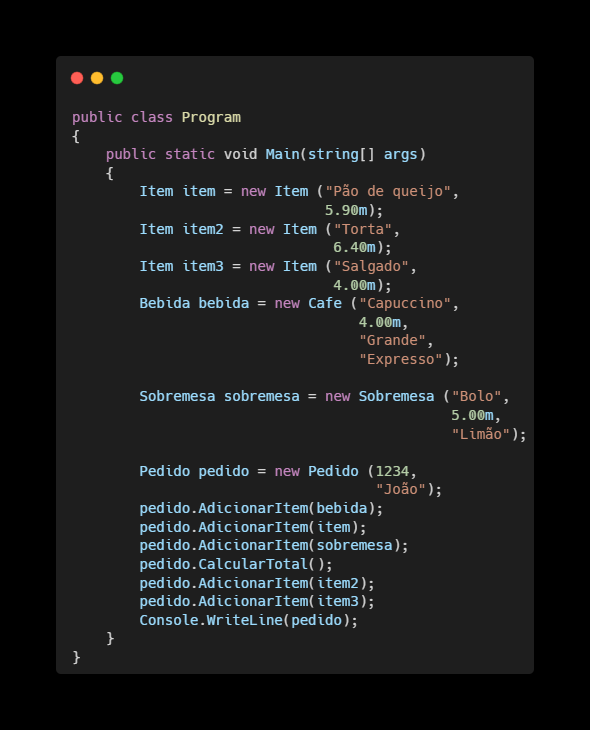 public class Program
{
    public static void Main(string[] args)
    {
        Item item = new Item ("Pão de queijo",
                              5.90m);
        Item item2 = new Item ("Torta",
                               6.40m);
        Item item3 = new Item ("Salgado",
                               4.00m);
        Bebida bebida = new Cafe ("Capuccino",
                                  4.00m,
                                  "Grande",
                                  "Expresso");

        Sobremesa sobremesa = new Sobremesa ("Bolo",
                                             5.00m,
                                             "Limão");

        Pedido pedido = new Pedido (1234,
                                    "João");
        pedido.AdicionarItem(bebida);
        pedido.AdicionarItem(item);
        pedido.AdicionarItem(sobremesa);
        pedido.CalcularTotal();
        pedido.AdicionarItem(item2);
        pedido.AdicionarItem(item3);
        Console.WriteLine(pedido);
    }
}